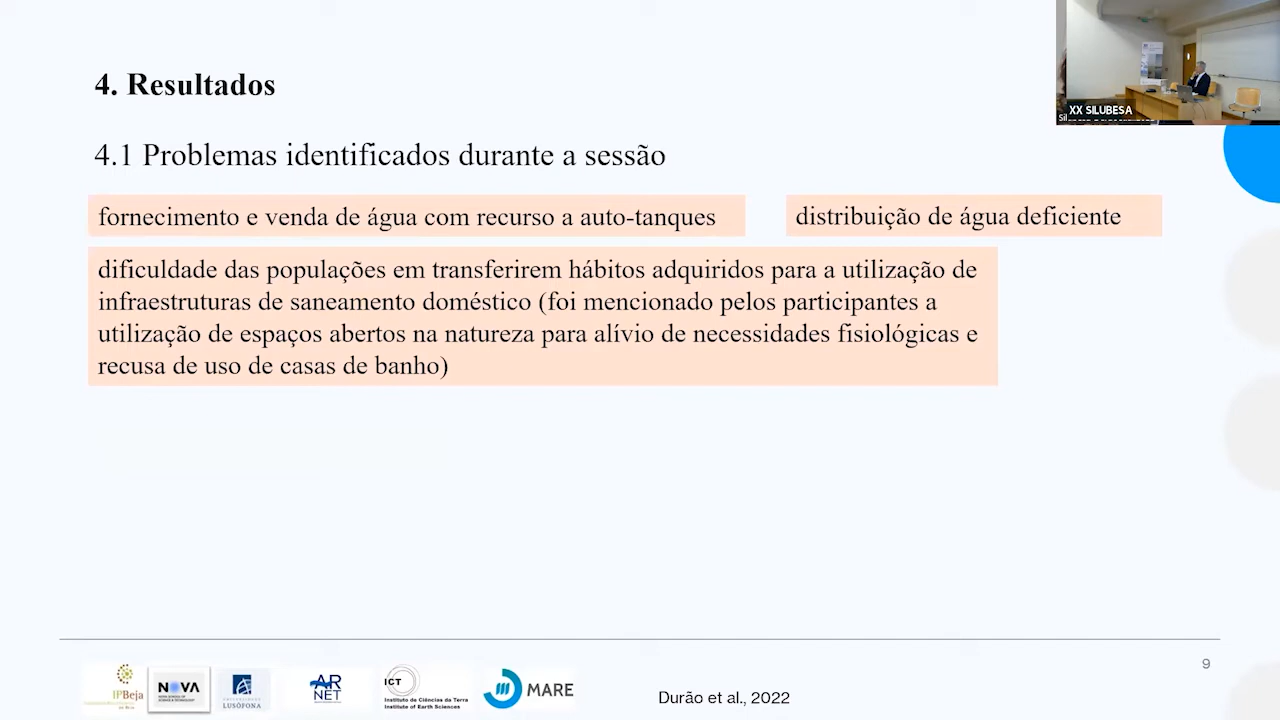 4. Resultados
XX SILUBESA
4.1 Problemas identificados durante a sessão
fornecimento e venda de água com recurso a auto-tanques
distribuição de água deficiente
dificuldade das populações em transferirem hábitos adquiridos para a utilização de
infraestruturas de saneamento doméstico (foi mencionado pelos participantes a
utilização de espaços abertos na natureza para alívio de necessidades fisiológicas e
recusa de uso de casas de banho)
9
IPBeja
NOVA
UNIVERSIDADE
LUSÓFONA
AR
NET
ICT
Instituto de Ciências da Terra
Institute of Earth Sciences
MARE
Durão et al., 2022